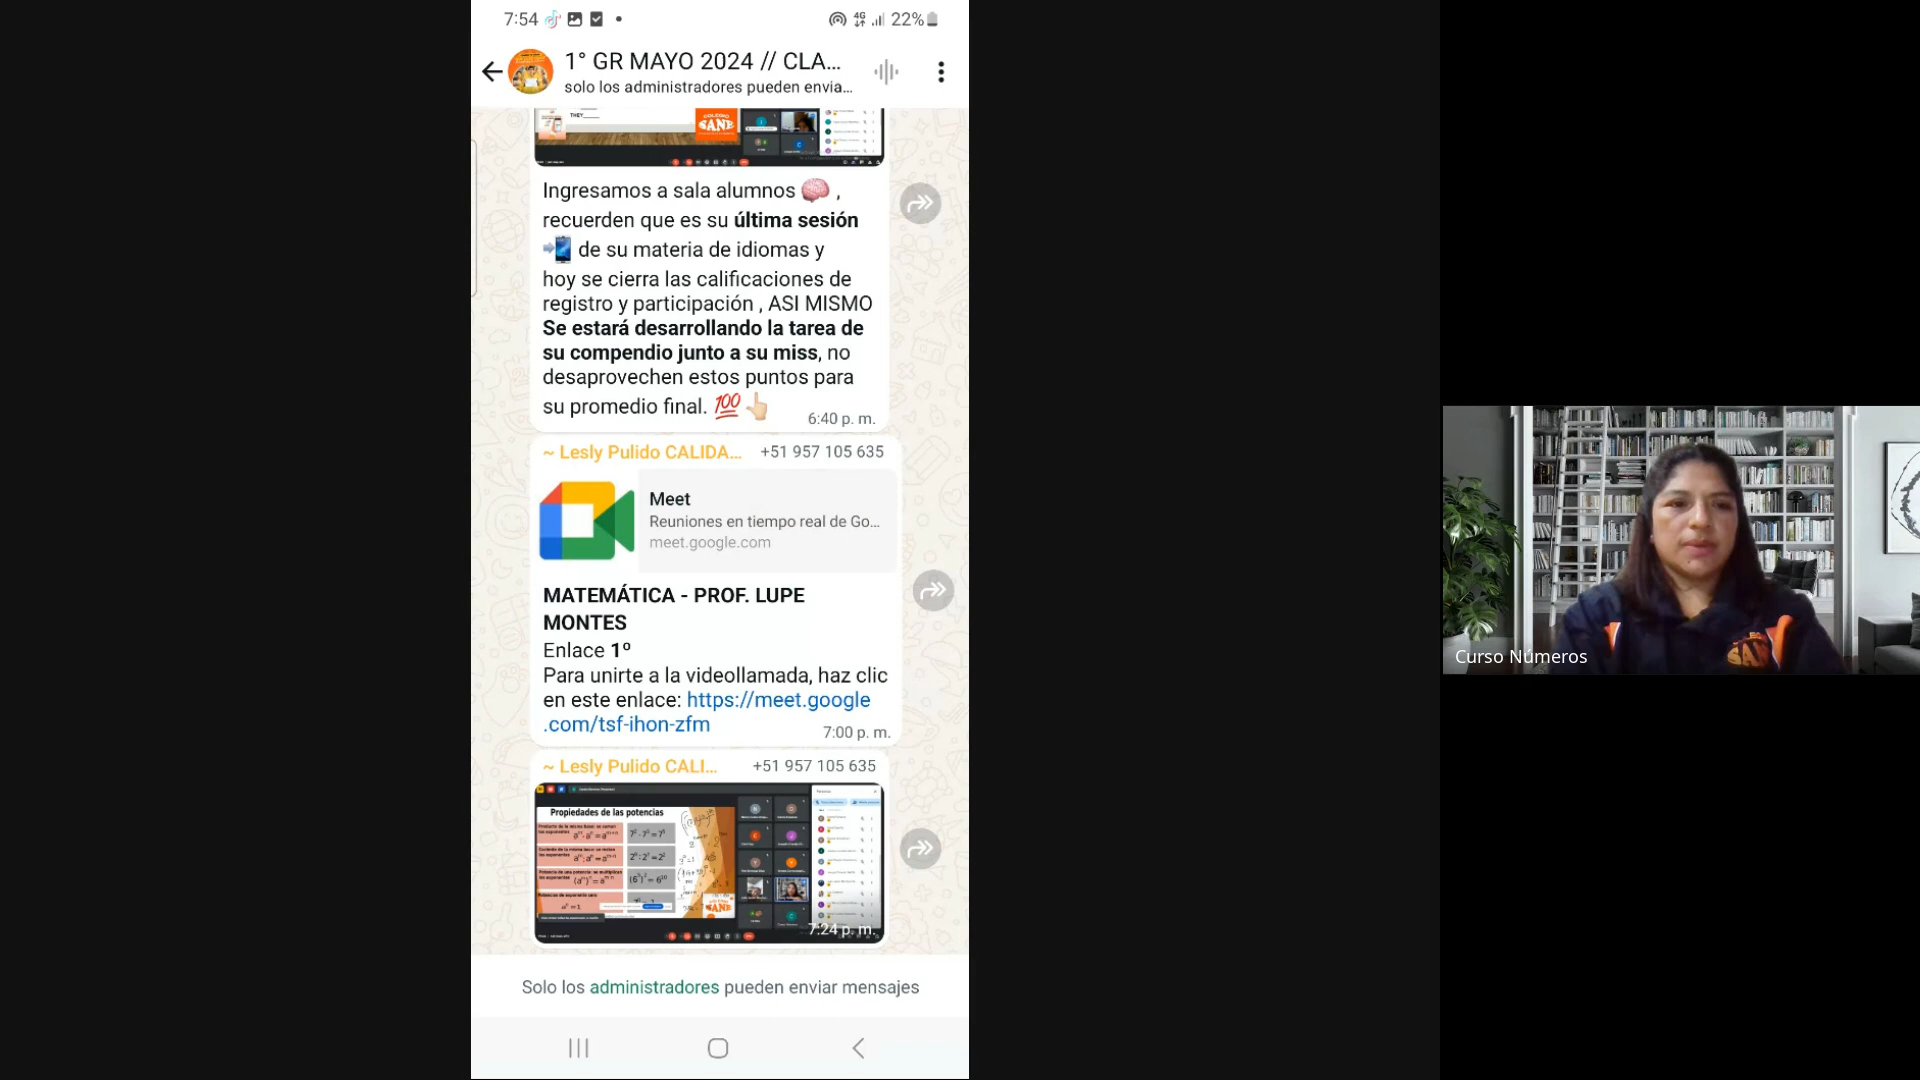 7:54
4G
22%
1° GR MAYO 2024 // CLA...
solo los administradores pueden envia...
THEY
COLEGIO
SANE
Ingresamos a sala alumnos 🧠 ,
recuerden que es su última sesión
📲 de su materia de idiomas y
hoy se cierra las calificaciones de
registro y participación , ASI MISMO
Se estará desarrollando la tarea de
su compendio junto a su miss, no
desaprovechen estos puntos para
su promedio final. 💯 👆🏻
6:40 p. m.
~ Lesly Pulido CALIDA... +51 957 105 635
Meet
Reuniones en tiempo real de Go...
meet.google.com
MATEMÁTICA - PROF. LUPE
MONTES
Enlace 1º
Para unirte a la videollamada, haz clic
en este enlace: https://meet.google
.com/tsf-ihon-zfm
7:00 p. m.
~ Lesly Pulido CALI... +51 957 105 635
Propiedades de las potencias
SANE
7:24 p. m.
Solo los administradores pueden enviar mensajes
Curso Números